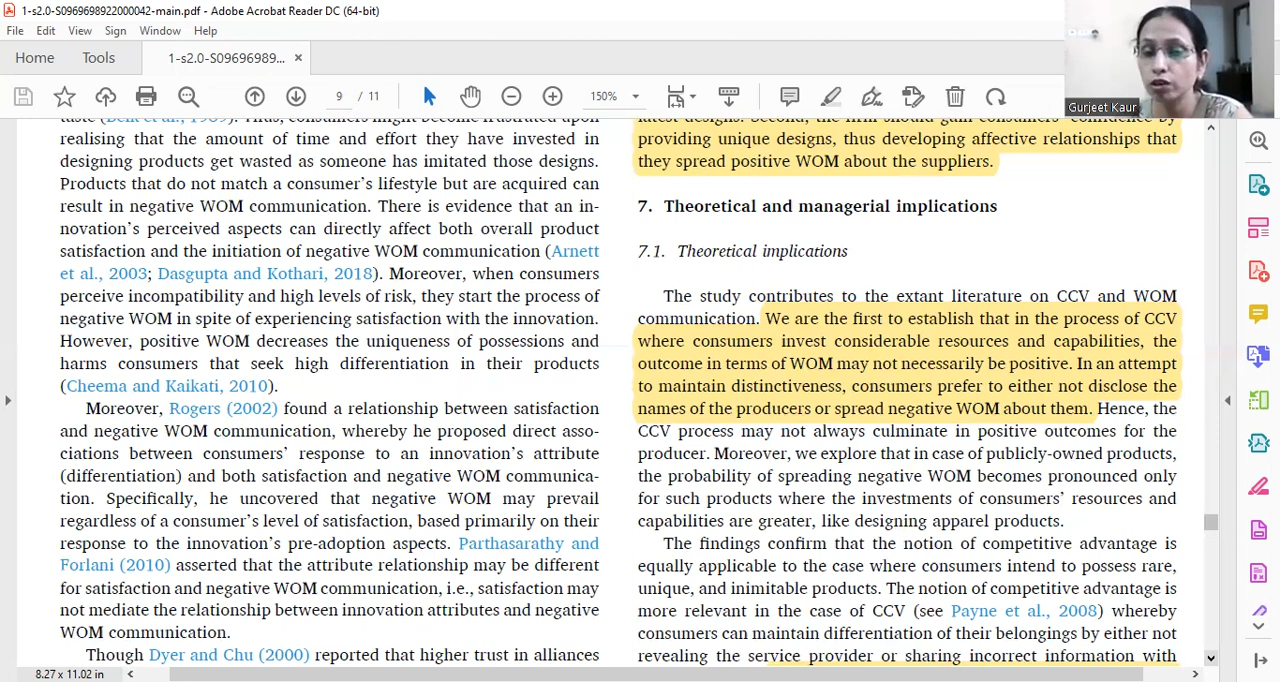 1-s2.0-S0969698922000042-main.pdf - Adobe Acrobat Reader DC (64-bit)
File Edit View Sign Window Help
Home Tools 1-s2.0-S09696989... ×
9 / 11 150%
Gurjeet Kaur
realising that the amount of time and effort they have invested in
designing products get wasted as someone has imitated those designs.
Products that do not match a consumer's lifestyle but are acquired can
result in negative WOM communication. There is evidence that an in-
novation's perceived aspects can directly affect both overall product
satisfaction and the initiation of negative WOM communication (Arnett
et al., 2003; Dasgupta and Kothari, 2018). Moreover, when consumers
perceive incompatibility and high levels of risk, they start the process of
negative WOM in spite of experiencing satisfaction with the innovation.
However, positive WOM decreases the uniqueness of possessions and
harms consumers that seek high differentiation in their products
(Cheema and Kaikati, 2010).
Moreover, Rogers (2002) found a relationship between satisfaction
and negative WOM communication, whereby he proposed direct asso-
ciations between consumers' response to an innovation's attribute
(differentiation) and both satisfaction and negative WOM communica-
tion. Specifically, he uncovered that negative WOM may prevail
regardless of a consumer's level of satisfaction, based primarily on their
response to the innovation's pre-adoption aspects. Parthasarathy and
Forlani (2010) asserted that the attribute relationship may be different
for satisfaction and negative WOM communication, i.e., satisfaction may
not mediate the relationship between innovation attributes and negative
WOM communication.
Though Dyer and Chu (2000) reported that higher trust in alliances
providing unique designs, thus developing affective relationships that
they spread positive WOM about the suppliers.
7. Theoretical and managerial implications
7.1. Theoretical implications
The study contributes to the extant literature on CCV and WOM
communication. We are the first to establish that in the process of CCV
where consumers invest considerable resources and capabilities, the
outcome in terms of WOM may not necessarily be positive. In an attempt
to maintain distinctiveness, consumers prefer to either not disclose the
names of the producers or spread negative WOM about them. Hence, the
CCV process may not always culminate in positive outcomes for the
producer. Moreover, we explore that in case of publicly-owned products,
the probability of spreading negative WOM becomes pronounced only
for such products where the investments of consumers' resources and
capabilities are greater, like designing apparel products.
The findings confirm that the notion of competitive advantage is
equally applicable to the case where consumers intend to possess rare,
unique, and inimitable products. The notion of competitive advantage is
more relevant in the case of CCV (see Payne et al., 2008) whereby
consumers can maintain differentiation of their belongings by either not
revealing the service provider or sharing incorrect information with
8.27 x 11.02 in